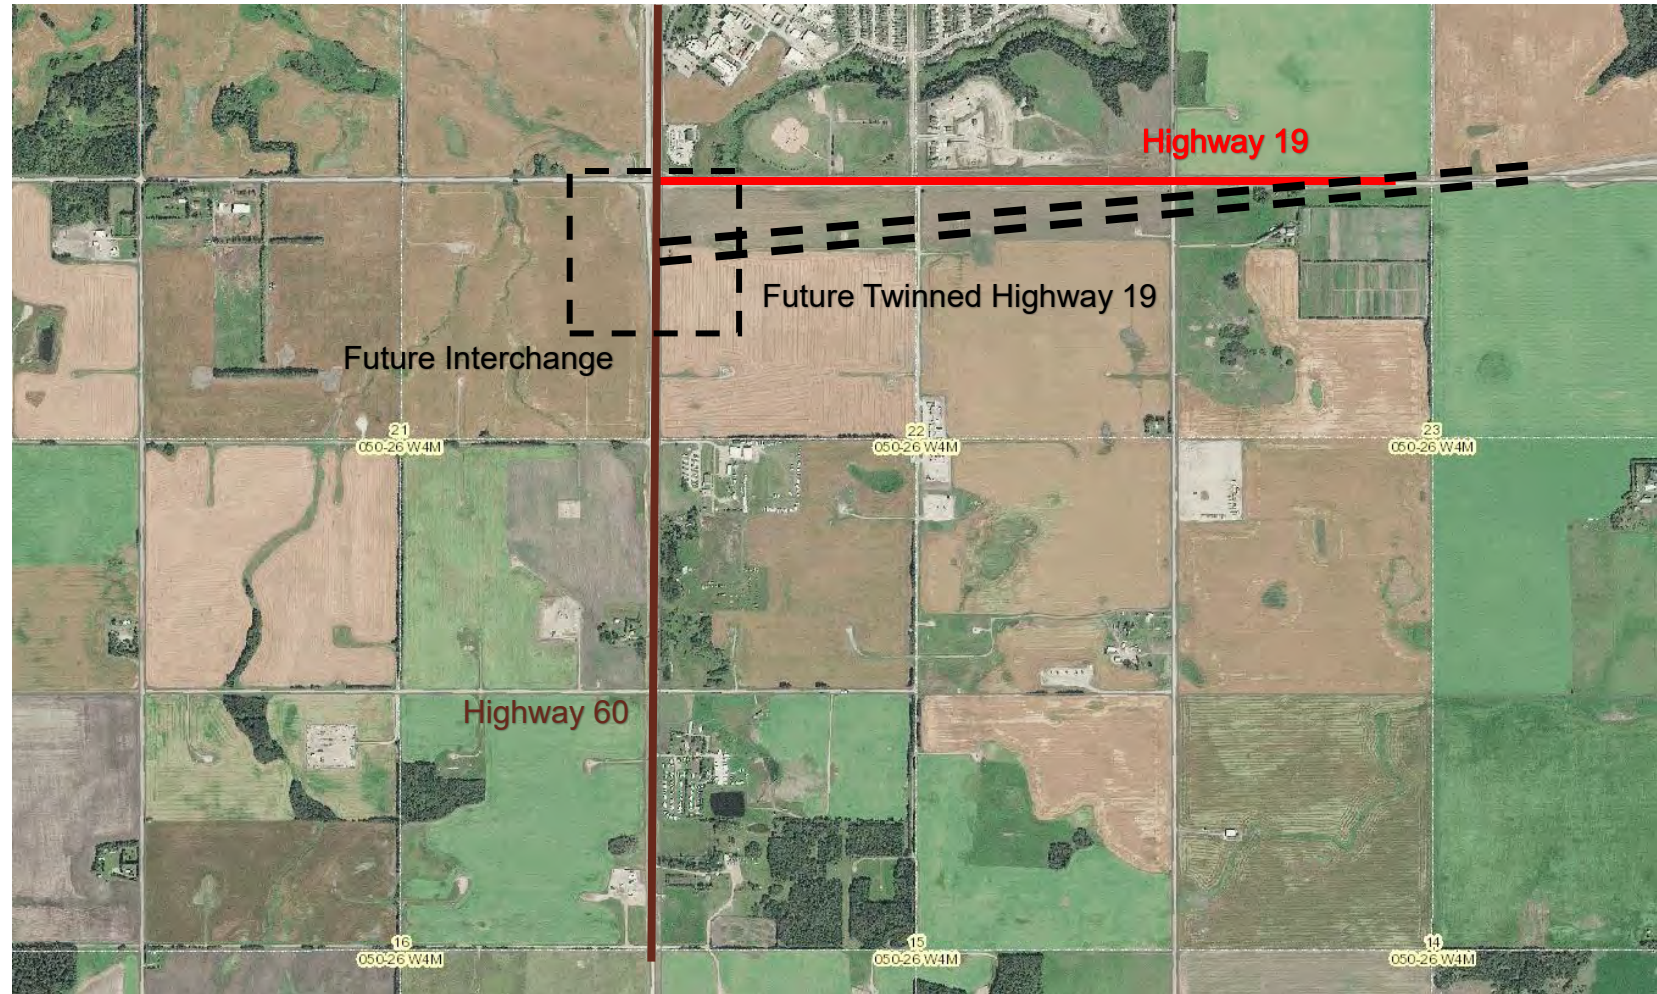 Highway 19
Future Twinned Highway 19
Future Interchange
21
050-26 W4M
22
050-26 W4M
23
050-26 W4M
Highway 60
16
050-26 W4M
15
050-26 W4M
14
050-26 W4M